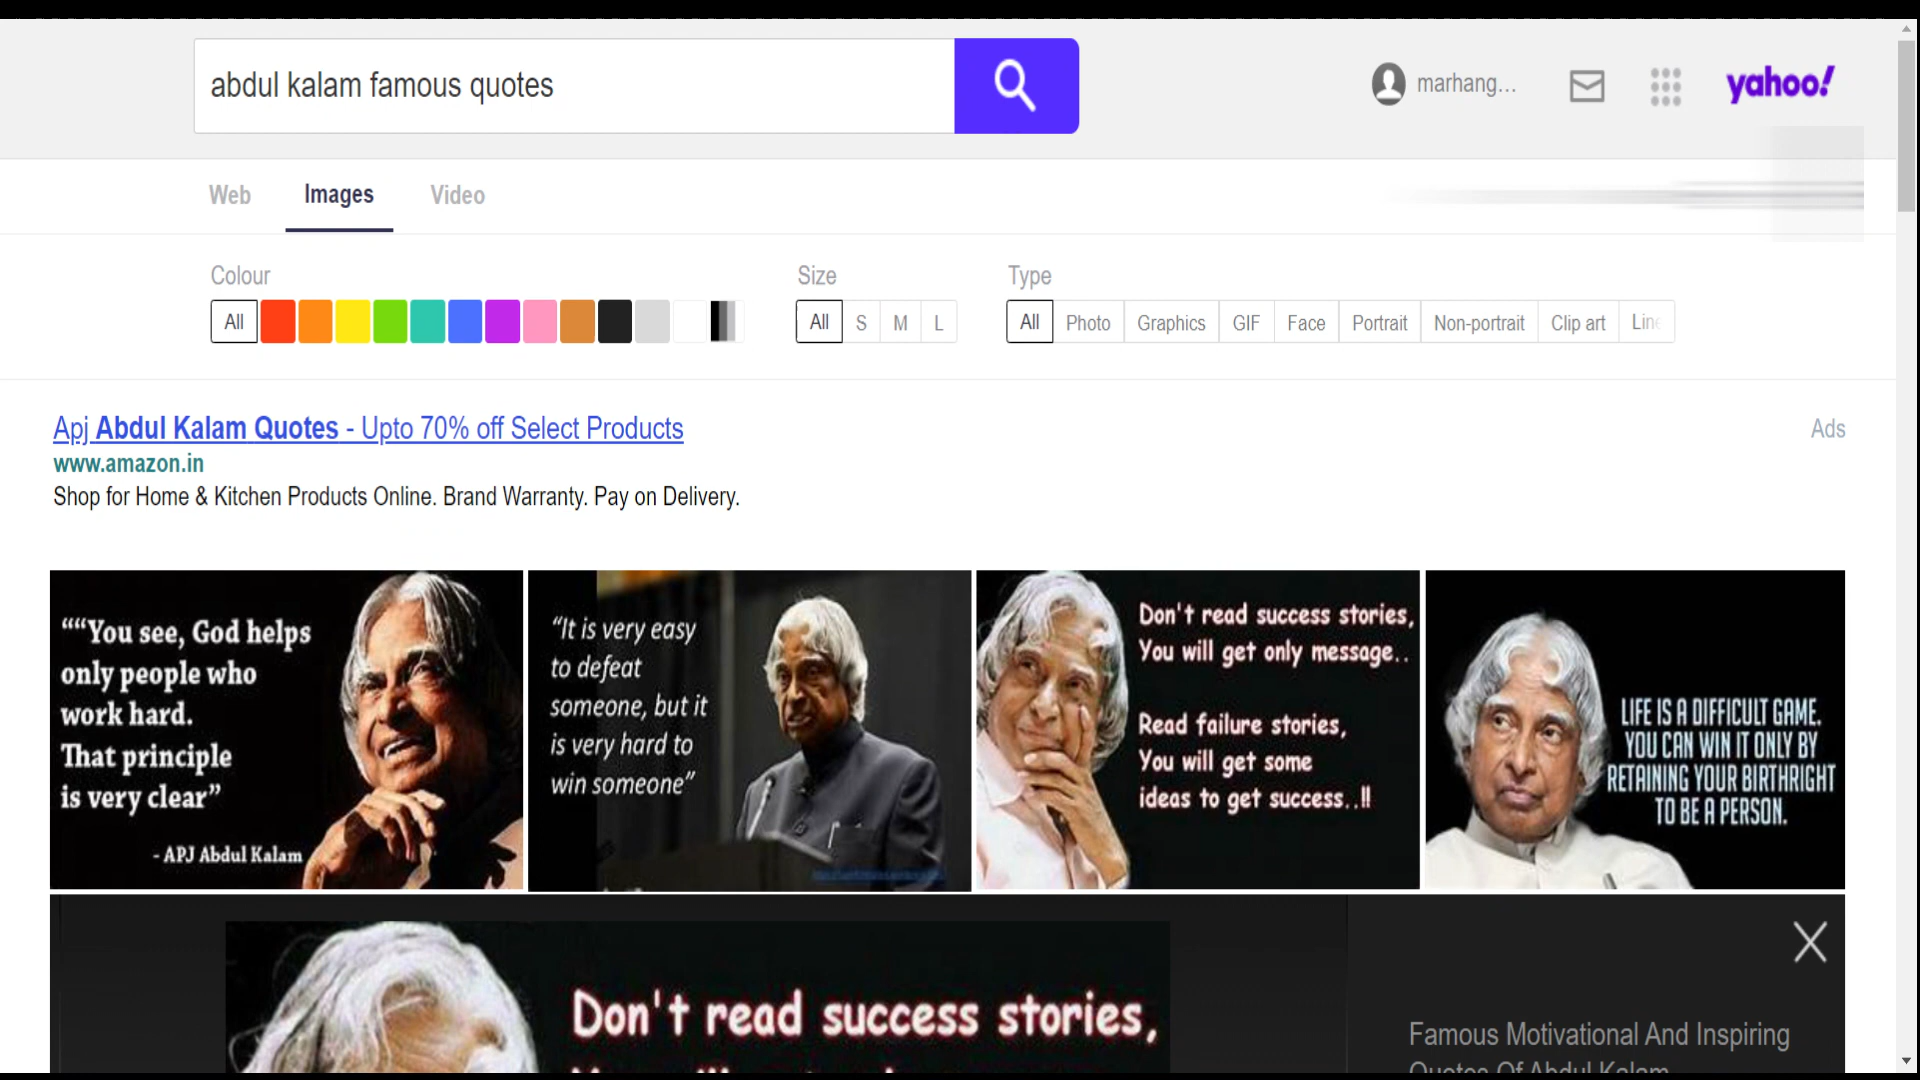 abdul kalam famous quotes
marhang...
yahoo!
Web Images Video
Colour Size Type
All
All S M L
All Photo Graphics GIF Face Portrait Non-portrait Clip art
Apj Abdul Kalam Quotes - Upto 70% off Select Products
Ads
www.amazon.in
Shop for Home & Kitchen Products Online. Brand Warranty. Pay on Delivery.
““You see, God helps
only people who
work hard.
That principle
is very clear”
- APJ Abdul Kalam
“It is very easy
to defeat
someone, but it
is very hard to
win someone”
Don't read success stories,
You will get only message..
Read failure stories,
You will get some
ideas to get success..!!
LIFE IS A DIFFICULT GAME.
YOU CAN WIN IT ONLY BY
RETAINING YOUR BIRTHRIGHT
TO BE A PERSON.
Don't read success stories,
Famous Motivational And Inspiring
Quotes Of Abdul Kalam